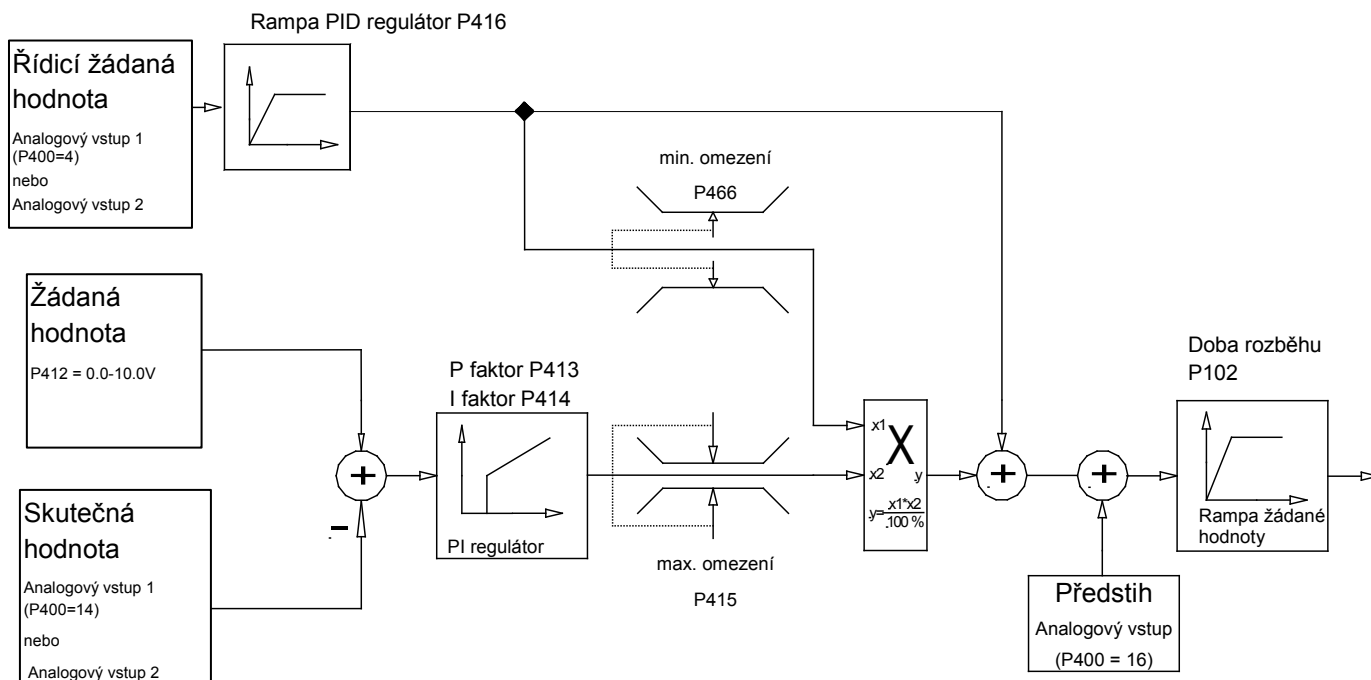 Rampa PID regulátor P416
Řídicí žádaná
hodnota
Analogový vstup 1
(P400=4)
nebo
Analogový vstup 2
min. omezení
P466
Žádaná
hodnota
P412 = 0.0-10.0V
P faktor P413
I faktor P414
PI regulátor
Skutečná
hodnota
Analogový vstup 1
(P400=14)
nebo
Analogový vstup 2
max. omezení
P415
x1
X
x2
y
y=x1*x2
100 %
+
-
+
+
Doba rozběhu
P102
Rampa žádané
hodnoty
Předstih
Analogový vstup
(P400 = 16)